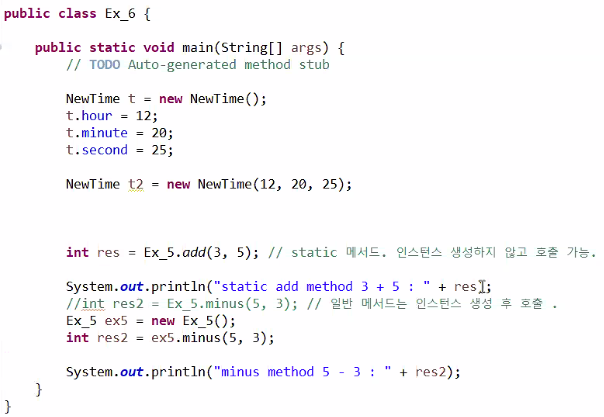 public class Ex_6 {
public static void main(String[] args) {
// TODO Auto-generated method stub
NewTime t = new NewTime();
t.hour = 12;
t.minute = 20;
t.second = 25;
NewTime t2 = new NewTime(12, 20, 25);
int res = Ex_5.add(3, 5); // static 메서드. 인스턴스 생성하지 않고 호출 가능.
System.out.println("static add method 3 + 5 : " + res);
//int res2 = Ex_5.minus(5, 3); // 일반 메서드는 인스턴스 생성 후 호출 .
Ex_5 ex5 = new Ex_5();
int res2 = ex5.minus(5, 3);
System.out.println("minus method 5 - 3 : " + res2);
}
}